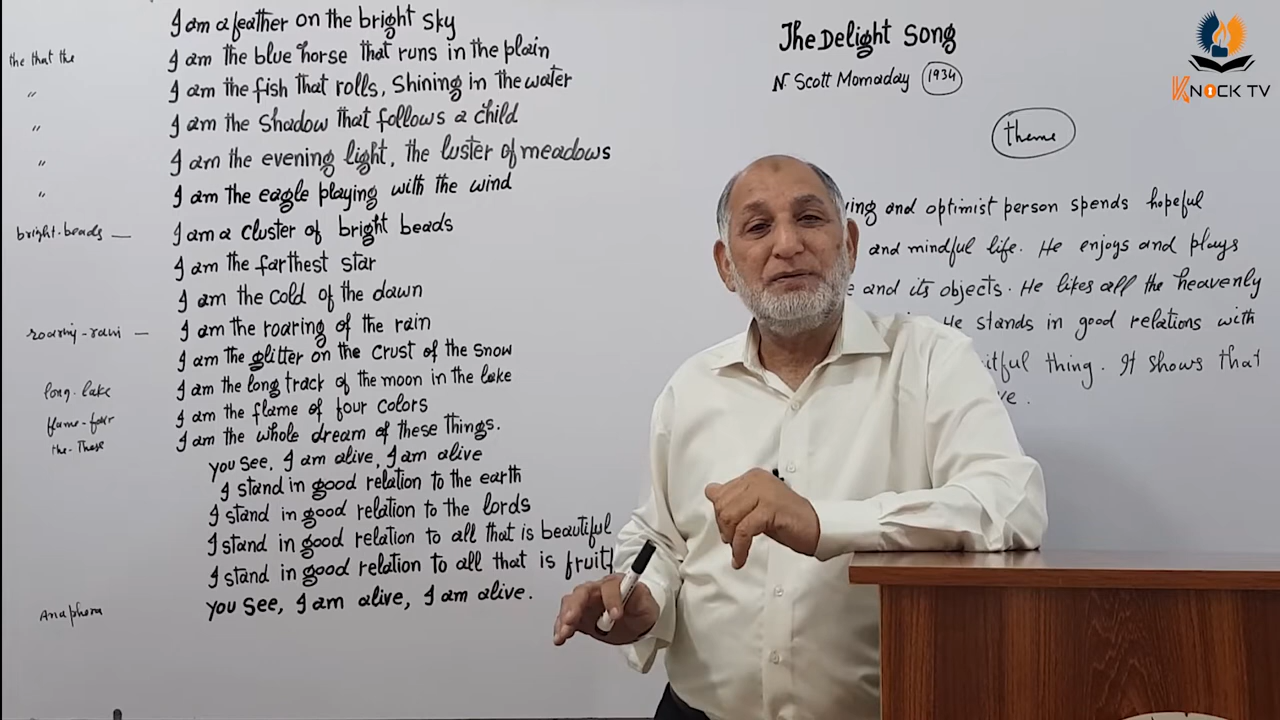 I am a feather on the bright sky
the that the I am the blue horse that runs in the plain
" I am the fish that rolls, shining in the water
" I am the shadow that follows a child
" I am the evening light, the luster of meadows
" I am the eagle playing with the wind
bright-beads — I am a cluster of bright beads
I am the farthest star
I am the cold of the dawn
roaring-rain — I am the roaring of the rain
I am the glitter on the crust of the snow
long-lake I am the long track of the moon in the lake
flame-four I am the flame of four colors
the-these I am the whole dream of these things.
you see, I am alive, I am alive
I stand in good relation to the earth
I stand in good relation to the lords
I stand in good relation to all that is beautiful
I stand in good relation to all that is
Anaphora you see, I am alive, I am alive.
The Delight Song
N. Scott Momaday 1934
theme
and optimist person spends hopeful
and mindful life. He enjoys and plays
and its objects. He likes all the heavenly
He stands in good relations with
thing. It shows that
KNOCK TV